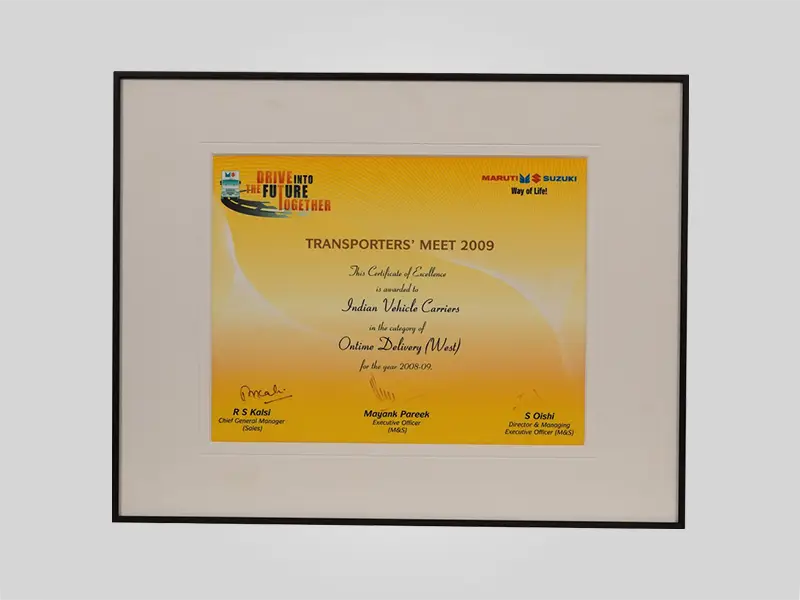 DRIVE INTO
THE FUTURE
TOGETHER
MARUTI SUZUKI
Way of Life!
TRANSPORTERS' MEET 2009
This Certificate of Excellence
is awarded to
Indian Vehicle Carriers
in the category of
Ontime Delivery (West)
for the year 2008-09.
R S Kalsi
Chief General Manager
(Sales)
Mayank Pareek
Executive Officer
(M&S)
S Oishi
Director & Managing
Executive Officer (M&S)